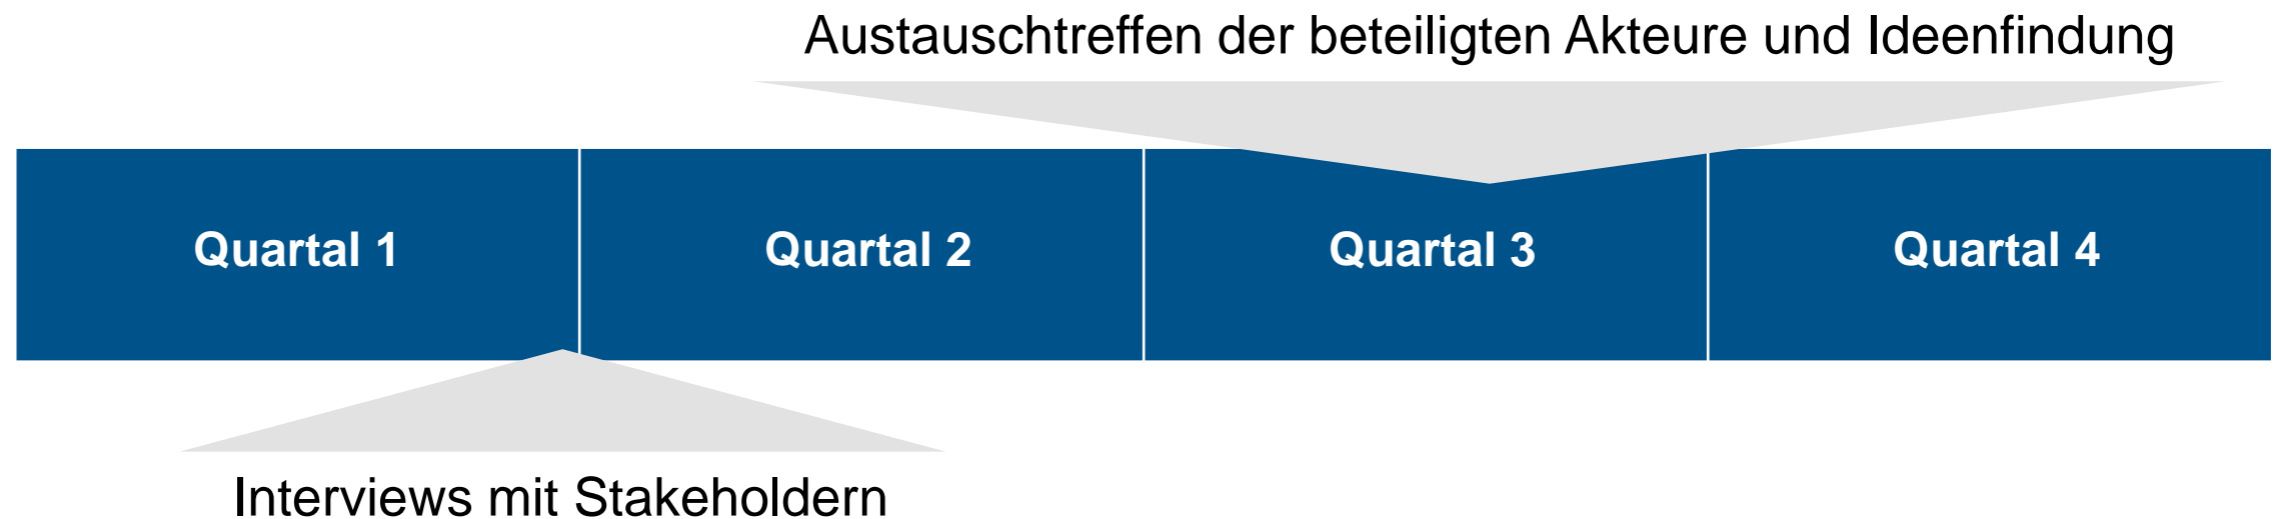 Austauschtreffen der beteiligten Akteure und Ideenfindung
Quartal 1
Quartal 2
Quartal 3
Quartal 4
Interviews mit Stakeholdern